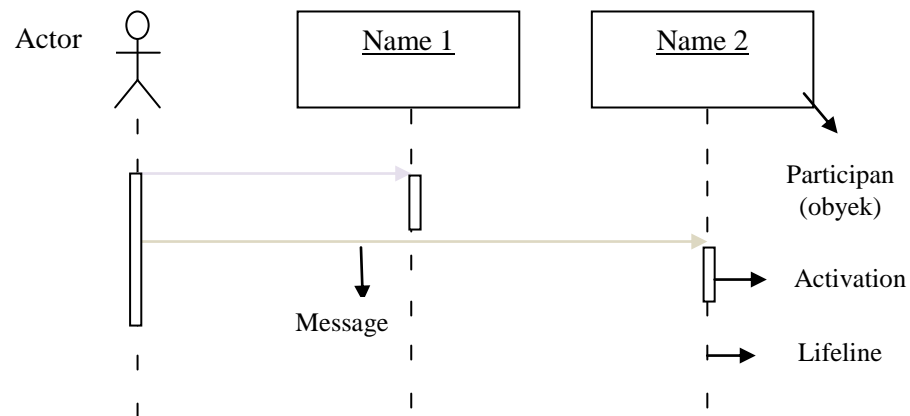 Actor
Name 1
Name 2
Participan
(obyek)
Activation
Message
Lifeline